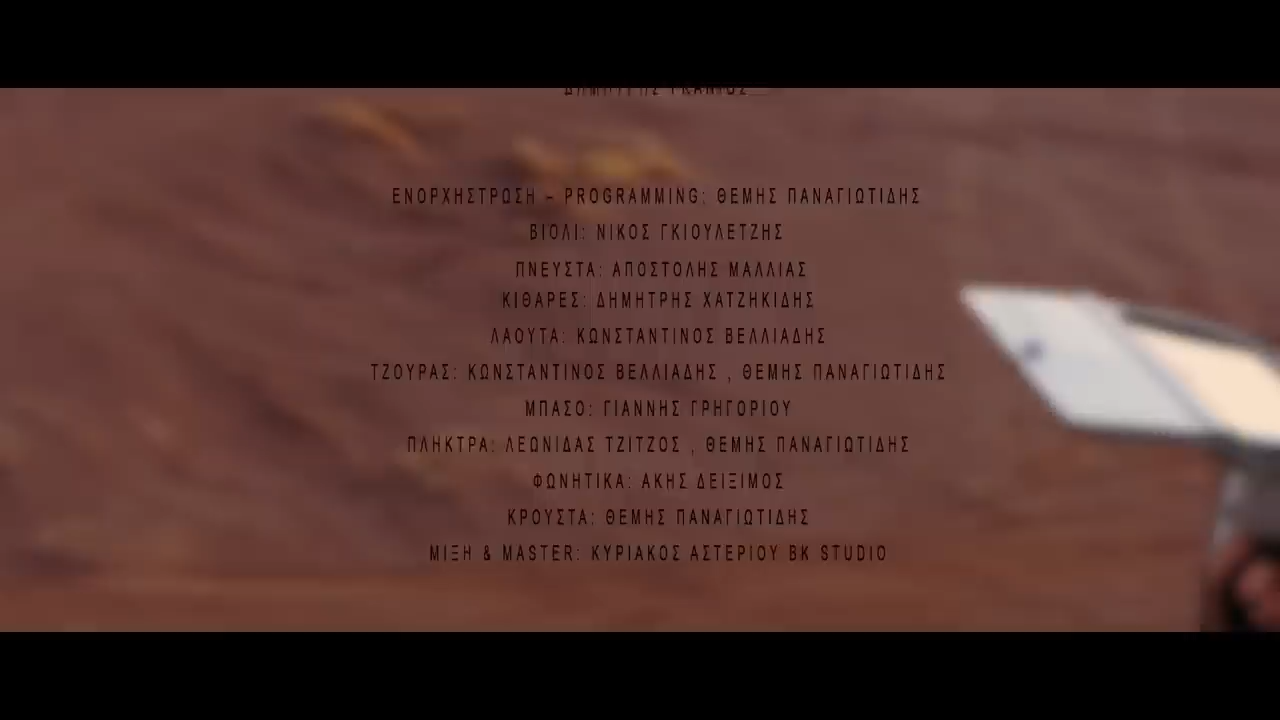 ΕΝΟΡΧΗΣΤΡΩΣΗ – PROGRAMMING: ΘΕΜΗΣ ΠΑΝΑΓΙΩΤΙΔΗΣ
ΒΙΟΛΙ: ΝΙΚΟΣ ΓΚΙΟΥΛΕΤΖΗΣ
ΠΝΕΥΣΤΑ: ΑΠΟΣΤΟΛΗΣ ΜΑΛΛΙΑΣ
ΚΙΘΑΡΕΣ: ΔΗΜΗΤΡΗΣ ΧΑΤΖΗΚΙΔΗΣ
ΛΑΟΥΤΑ: ΚΩΝΣΤΑΝΤΙΝΟΣ ΒΕΛΛΙΑΔΗΣ
ΤΖΟΥΡΑΣ: ΚΩΝΣΤΑΝΤΙΝΟΣ ΒΕΛΛΙΑΔΗΣ , ΘΕΜΗΣ ΠΑΝΑΓΙΩΤΙΔΗΣ
ΜΠΑΣΟ: ΓΙΑΝΝΗΣ ΓΡΗΓΟΡΙΟΥ
ΠΛΗΚΤΡΑ: ΛΕΩΝΙΔΑΣ ΤΖΙΤΖΟΣ , ΘΕΜΗΣ ΠΑΝΑΓΙΩΤΙΔΗΣ
ΦΩΝΗΤΙΚΑ: ΑΚΗΣ ΔΕΙΞΙΜΟΣ
ΚΡΟΥΣΤΑ: ΘΕΜΗΣ ΠΑΝΑΓΙΩΤΙΔΗΣ
ΜΙΞΗ & MASTER: ΚΥΡΙΑΚΟΣ ΑΣΤΕΡΙΟΥ BK STUDIO